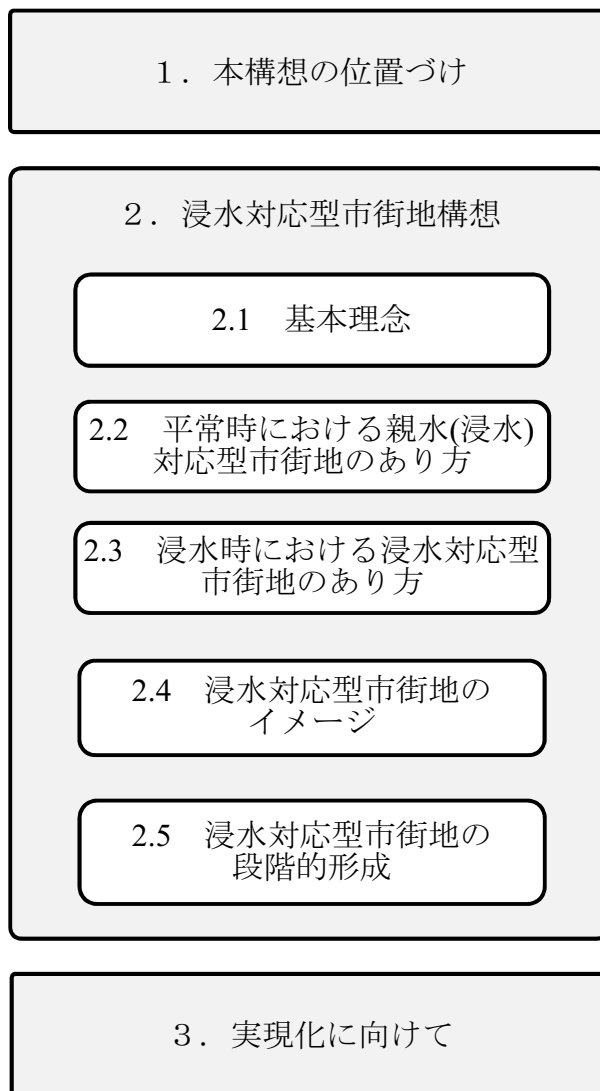 １．本構想の位置づけ
２．浸水対応型市街地構想
2.1　基本理念
2.2　平常時における親水(浸水)
対応型市街地のあり方
2.3　浸水時における浸水対応型
市街地のあり方
2.4　浸水対応型市街地の
イメージ
2.5　浸水対応型市街地の
段階的形成
３．実現化に向けて